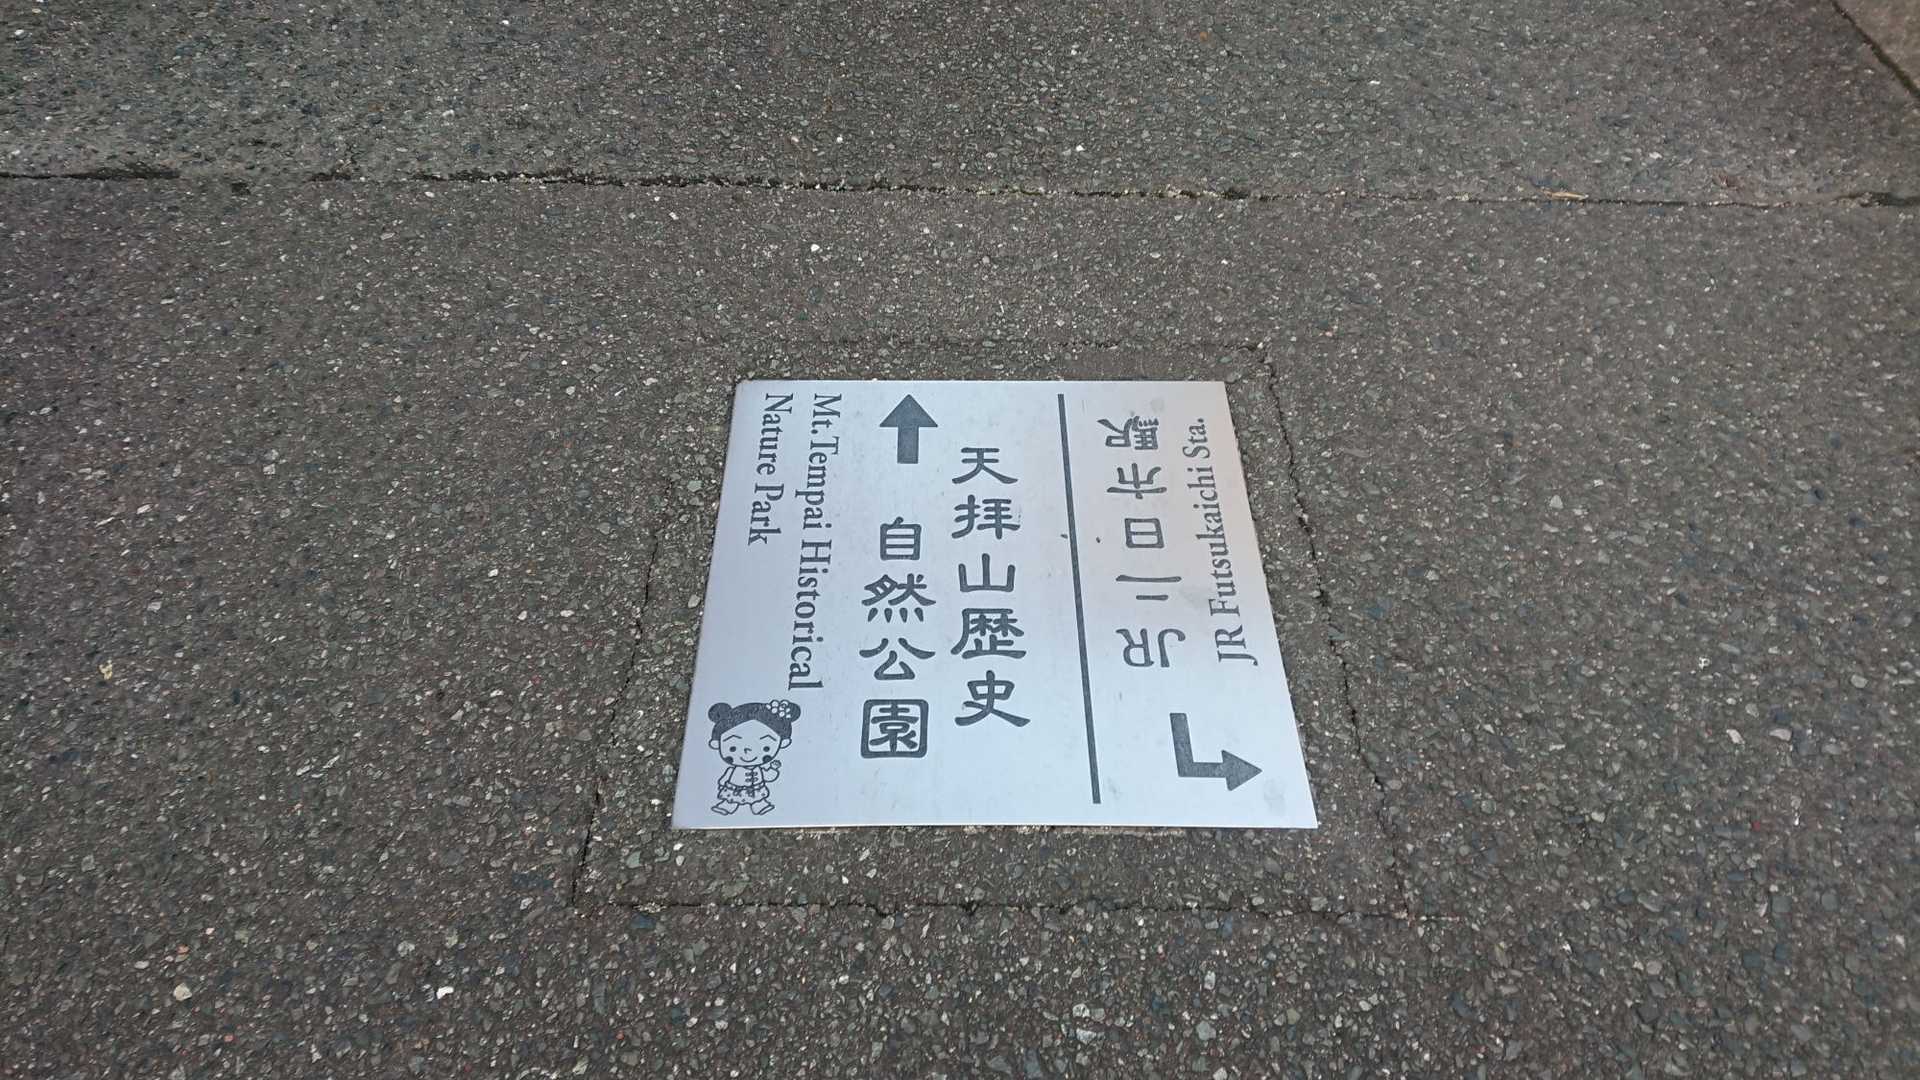 天拝山歴史
自然公園
Mt.Tempai Historical
Nature Park
JR二日市駅
JR Futsukaichi Sta.